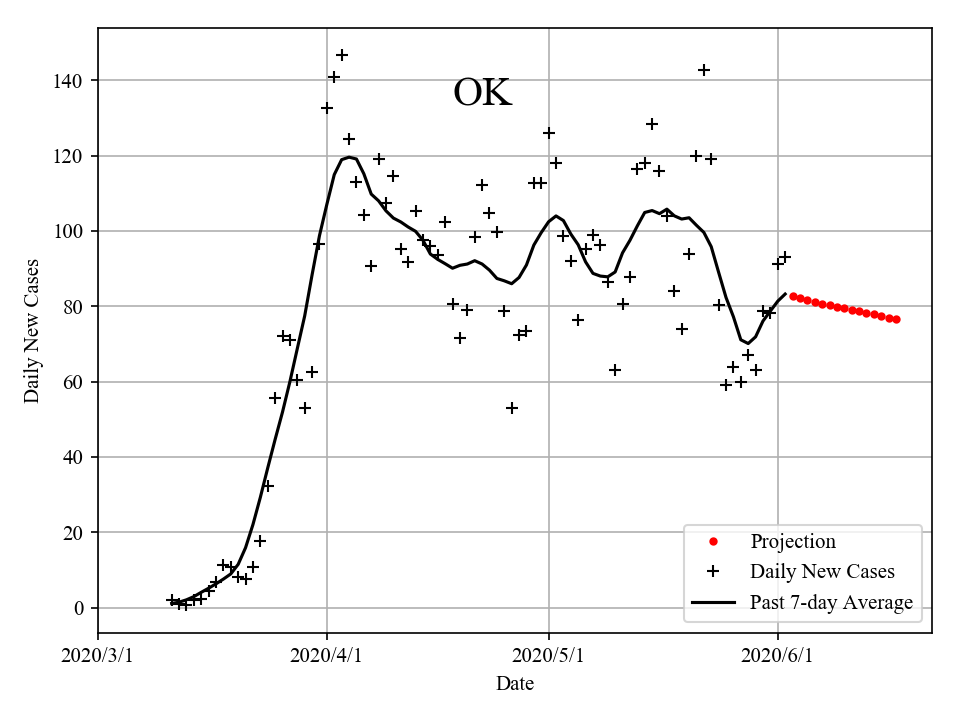 OK
Daily New Cases
140
120
100
80
60
40
20
0
2020/3/1
2020/4/1
2020/5/1
2020/6/1
Date
Projection
Daily New Cases
Past 7-day Average